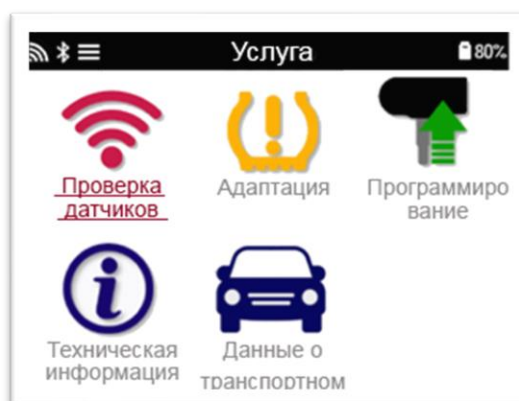 Услуга 80%
Проверка датчиков
Адаптация
Программиро
вание
Техническая
информация
Данные о
транспортном